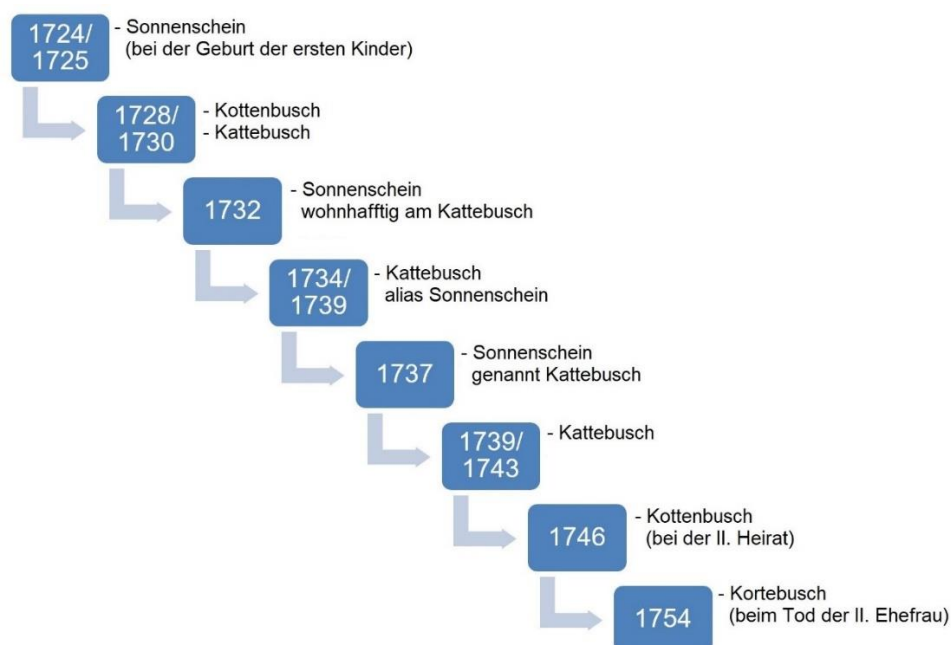 1724/
1725
- Sonnenschein
(bei der Geburt der ersten Kinder)
1728/
1730
- Kottenbusch
- Kattebusch
1732
- Sonnenschein
wohnhafftig am Kattebusch
1734/
1739
- Kattebusch
alias Sonnenschein
1737
- Sonnenschein
genannt Kattebusch
1739/
1743
- Kattebusch
1746
- Kottenbusch
(bei der II. Heirat)
1754
- Kortebusch
(beim Tod der II. Ehefrau)